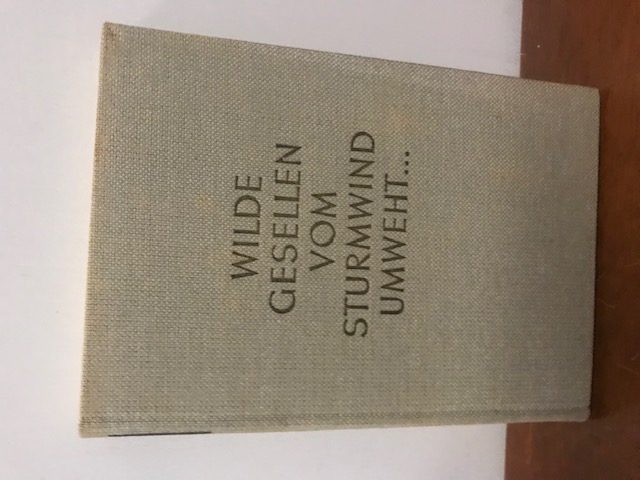 WILDE
GESELLEN
VOM
STURMWIND
UMWEHT...